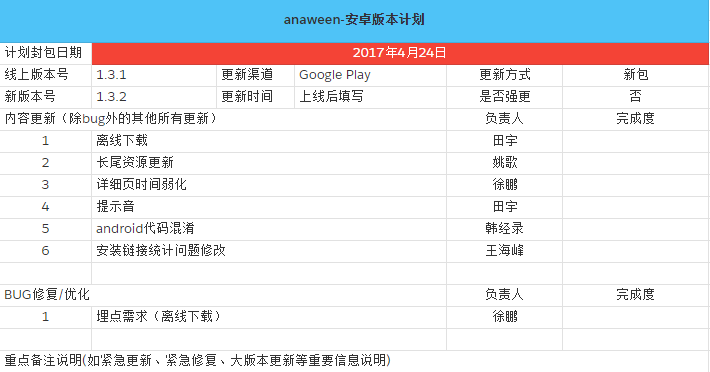 anaween-安卓版本计划
计划封包日期 2017年4月24日
线上版本号 1.3.1 更新渠道 Google Play 更新方式 新包
新版本号 1.3.2 更新时间 上线后填写 是否强更 否
内容更新（除bug外的其他所有更新） 负责人 完成度
1 离线下载 田宇
2 长尾资源更新 姚歌
3 详细页时间弱化 徐鹏
4 提示音 田宇
5 android代码混淆 韩经录
6 安装链接统计问题修改 王海峰
BUG修复/优化 负责人 完成度
1 埋点需求（离线下载） 徐鹏
重点备注说明(如紧急更新、紧急修复、大版本更新等重要信息说明)